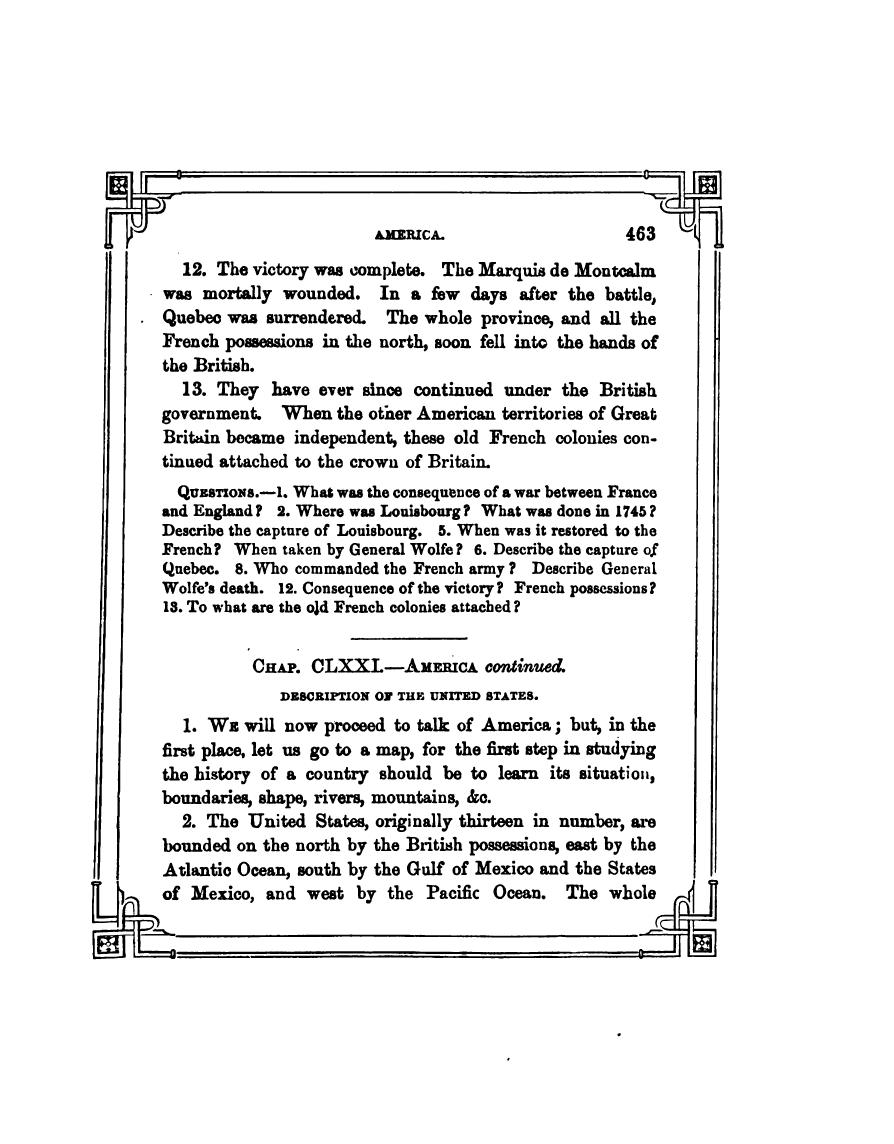 AMERICA. 463
12. The victory was complete. The Marquis de Montcalm
was mortally wounded. In a few days after the battle,
Quebec was surrendered. The whole province, and all the
French possessions in the north, soon fell into the hands of
the British.
13. They have ever since continued under the British
government. When the other American territories of Great
Britain became independent, these old French colonies con-
tinued attached to the crown of Britain.
QUESTIONS.—1. What was the consequence of a war between France
and England? 2. Where was Louisbourg? What was done in 1745?
Describe the capture of Louisbourg. 5. When was it restored to the
French? When taken by General Wolfe? 6. Describe the capture of
Quebec. 8. Who commanded the French army? Describe General
Wolfe's death. 12. Consequence of the victory? French possessions?
13. To what are the old French colonies attached?
CHAP. CLXXI.—AMERICA continued.
DESCRIPTION OF THE UNITED STATES.
1. WE will now proceed to talk of America; but, in the
first place, let us go to a map, for the first step in studying
the history of a country should be to learn its situation,
boundaries, shape, rivers, mountains, &c.
2. The United States, originally thirteen in number, are
bounded on the north by the British possessions, east by the
Atlantic Ocean, south by the Gulf of Mexico and the States
of Mexico, and west by the Pacific Ocean. The whole